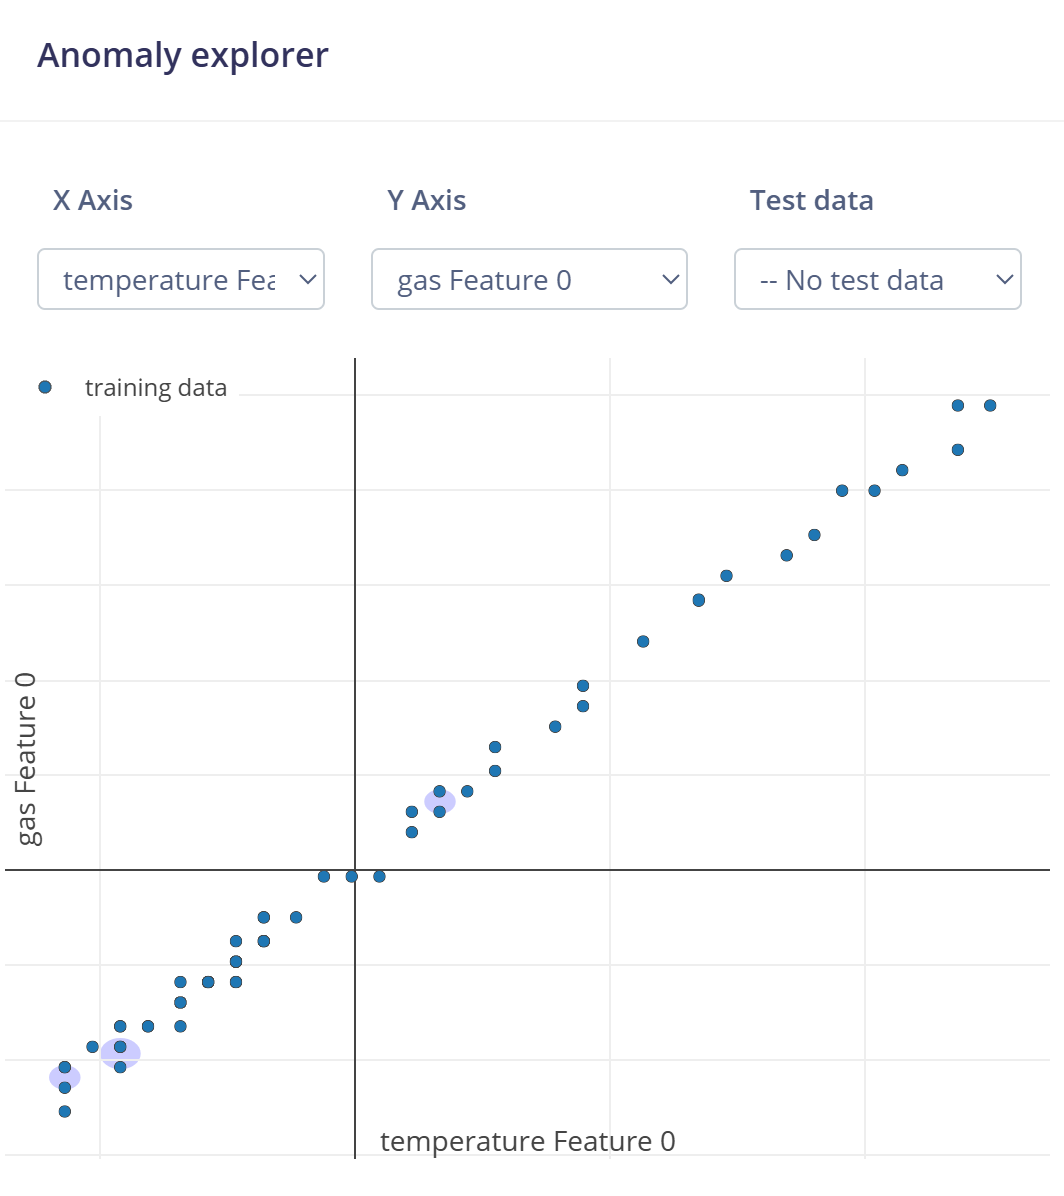 Anomaly explorer
X Axis
Y Axis
Test data
temperature Fea
gas Feature 0
-- No test data
training data
gas Feature 0
temperature Feature 0